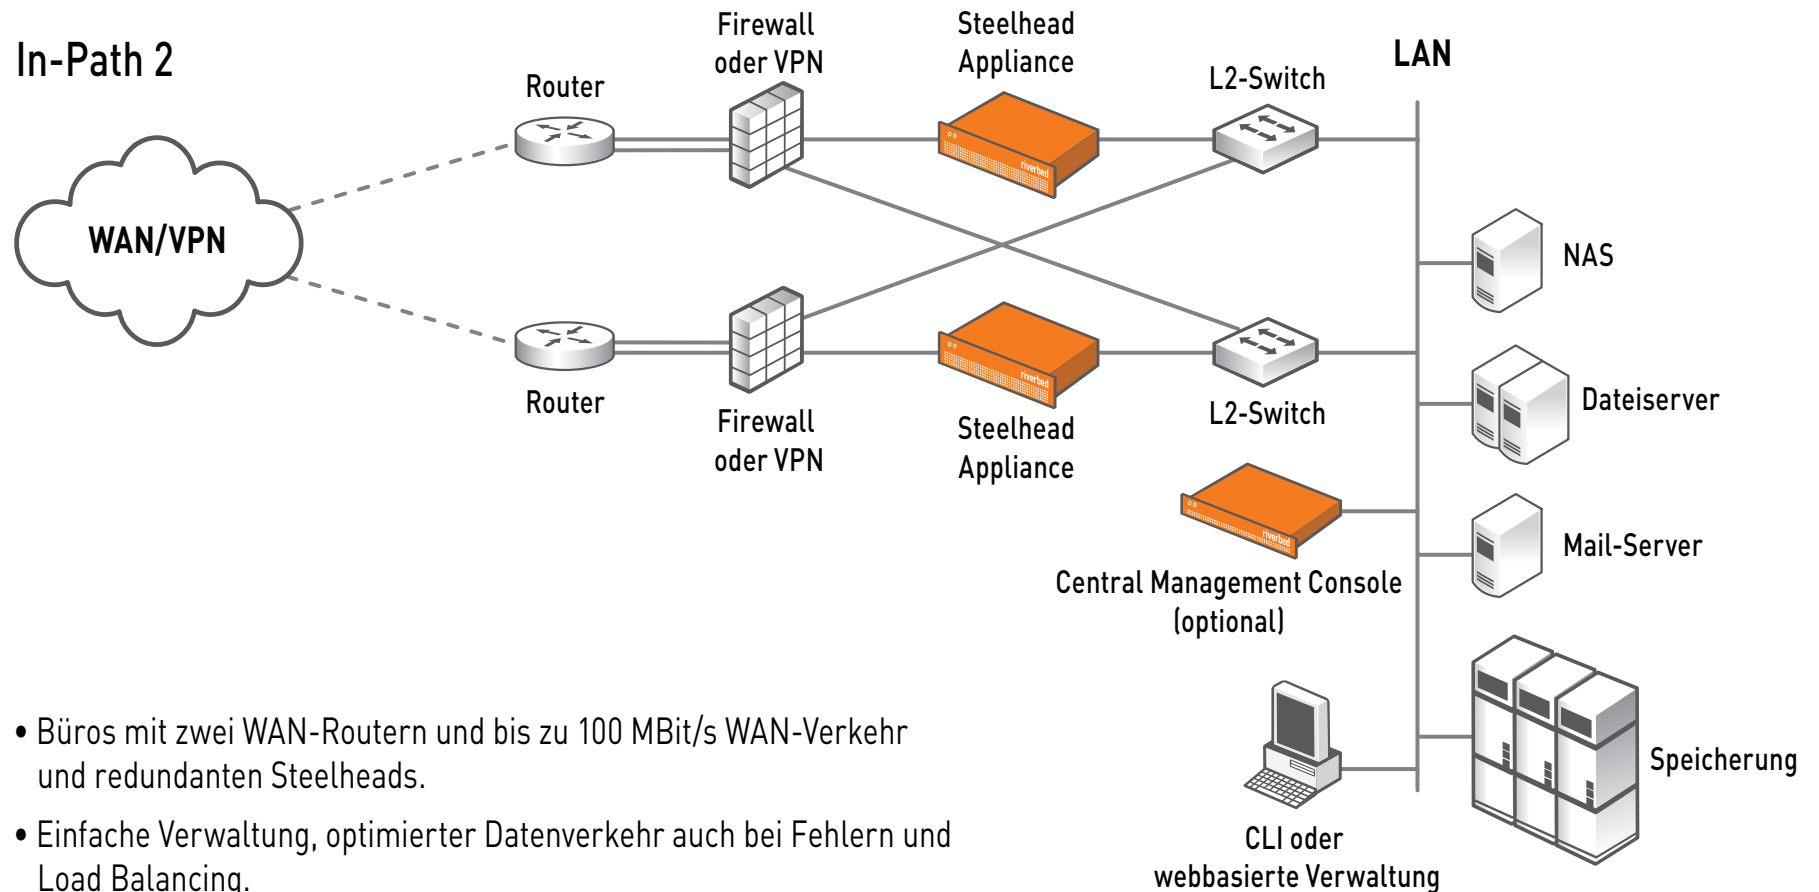 In-Path 2
Firewall
oder VPN
Steelhead
Appliance
LAN
Router
L2-Switch
riverbed
WAN/VPN
NAS
riverbed
Router
L2-Switch
Dateiserver
Firewall
oder VPN
Steelhead
Appliance
riverbed
Mail-Server
Central Management Console
(optional)
• Büros mit zwei WAN-Routern und bis zu 100 MBit/s WAN-Verkehr
und redundanten Steelheads.
Speicherung
• Einfache Verwaltung, optimierter Datenverkehr auch bei Fehlern und
Load Balancing.
CLI oder
webbasierte Verwaltung